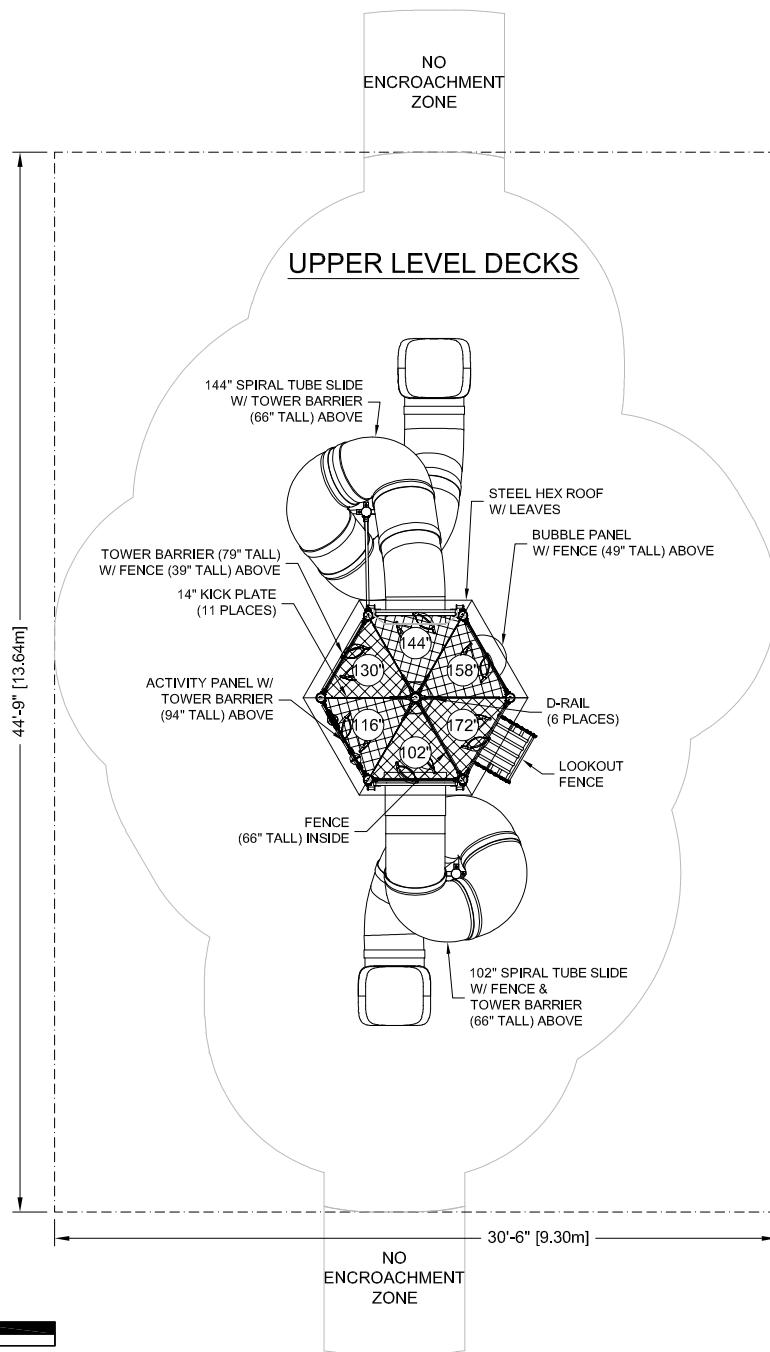 NO
ENCROACHMENT
ZONE
UPPER LEVEL DECKS
144" SPIRAL TUBE SLIDE
W/ TOWER BARRIER
(66" TALL) ABOVE
STEEL HEX ROOF
W/ LEAVES
BUBBLE PANEL
W/ FENCE (49" TALL) ABOVE
TOWER BARRIER (79" TALL)
W/ FENCE (39" TALL) ABOVE
14" KICK PLATE
(11 PLACES)
ACTIVITY PANEL W/
TOWER BARRIER
(94" TALL) ABOVE
144"
130"
158"
116"
172"
102"
D-RAIL
(6 PLACES)
LOOKOUT
FENCE
FENCE
(66" TALL) INSIDE
102" SPIRAL TUBE SLIDE
W/ FENCE &
TOWER BARRIER
(66" TALL) ABOVE
44'-9" [13.64m]
30'-6" [9.30m]
NO
ENCROACHMENT
ZONE